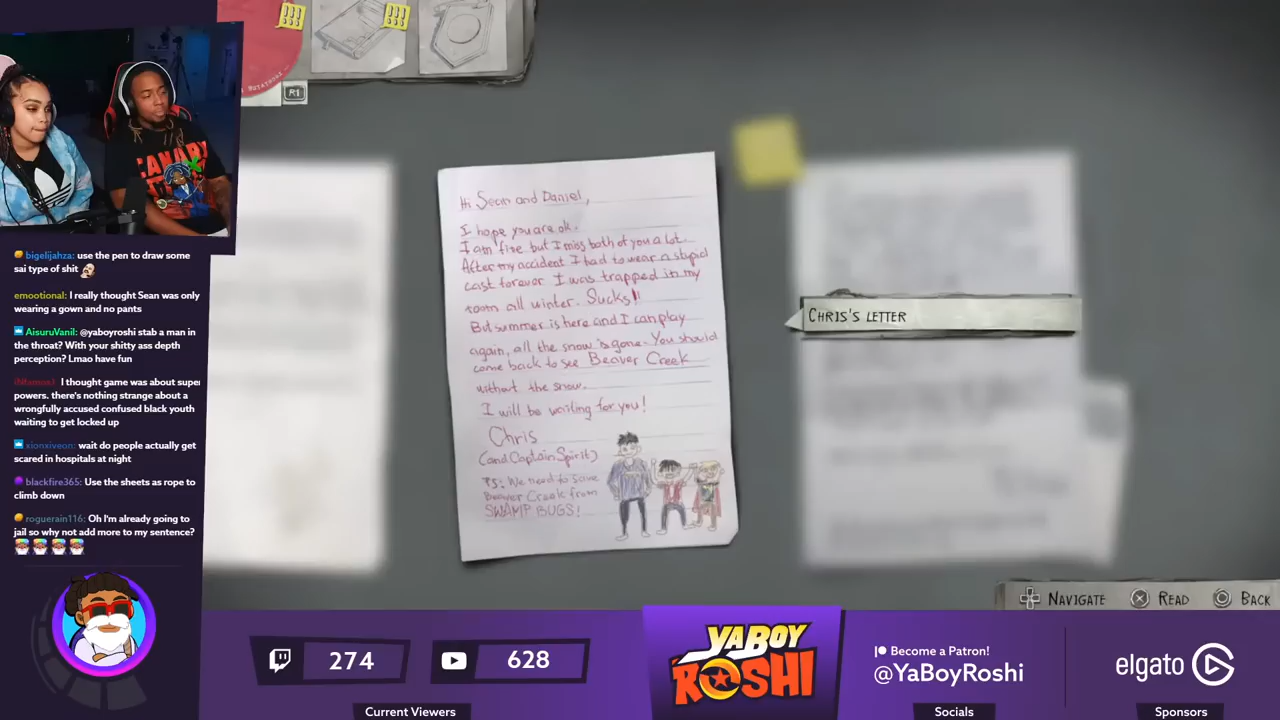 R1
Hi Sean and Daniel,
I hope you are ok.
I am fine but I miss both of you a lot.
After my accident I had to wear a stupid
cast forever I was trapped in my
room all winter. Sucks!!
But summer is here and I can play
again, all the snow is gone. You should
come back to see Beaver Creek
without the snow.
I will be waiting for you!
Chris
(and Captain Spirit)
PS: We need to save
Beaver Creek from
SWAMP BUGS!
CHRIS'S LETTER
NAVIGATE
READ
BACK
bigelijahza: use the pen to draw some
sai type of shit
emootional: I really thought Sean was only
wearing a gown and no pants
AisuruVanil: @yaboyroshi stab a man in
the throat? With your shitty ass depth
perception? Lmao have fun
I thought game was about super
powers. there's nothing strange about a
wrongfully accused confused black youth
waiting to get locked up
xionxiveon: wait do people actually get
scared in hospitals at night
blackfire365: Use the sheets as rope to
climb down
roguerain116: Oh I'm already going to
jail so why not add more to my sentence?
274
628
Current Viewers
YABOY
ROSHI
Become a Patron!
@YaBoyRoshi
Socials
elgato
Sponsors